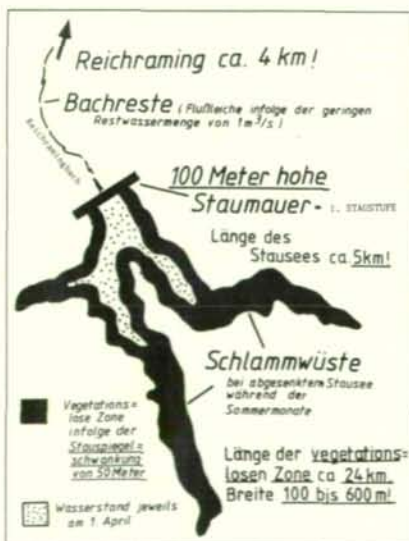 Reichraming ca. 4 km!
Bachreste (Flußleiche infolge der geringen
Restwassermenge von 1m³/s!)
Reichramingbach
100 Meter hohe
Staumauer - 1. STAUSTUFE
Länge des
Stausees ca. 5km!
Schlammwüste
bei abgesenktem Stausee
während der
Sommermonate
Vegetations=
lose Zone
infolge der
Stauspiegel=
schwankung
von 50 Meter
Länge der vegetations=
losen Zone ca 24 km.
Breite 100 bis 600 m!
Wasserstand jeweils
am 1. April